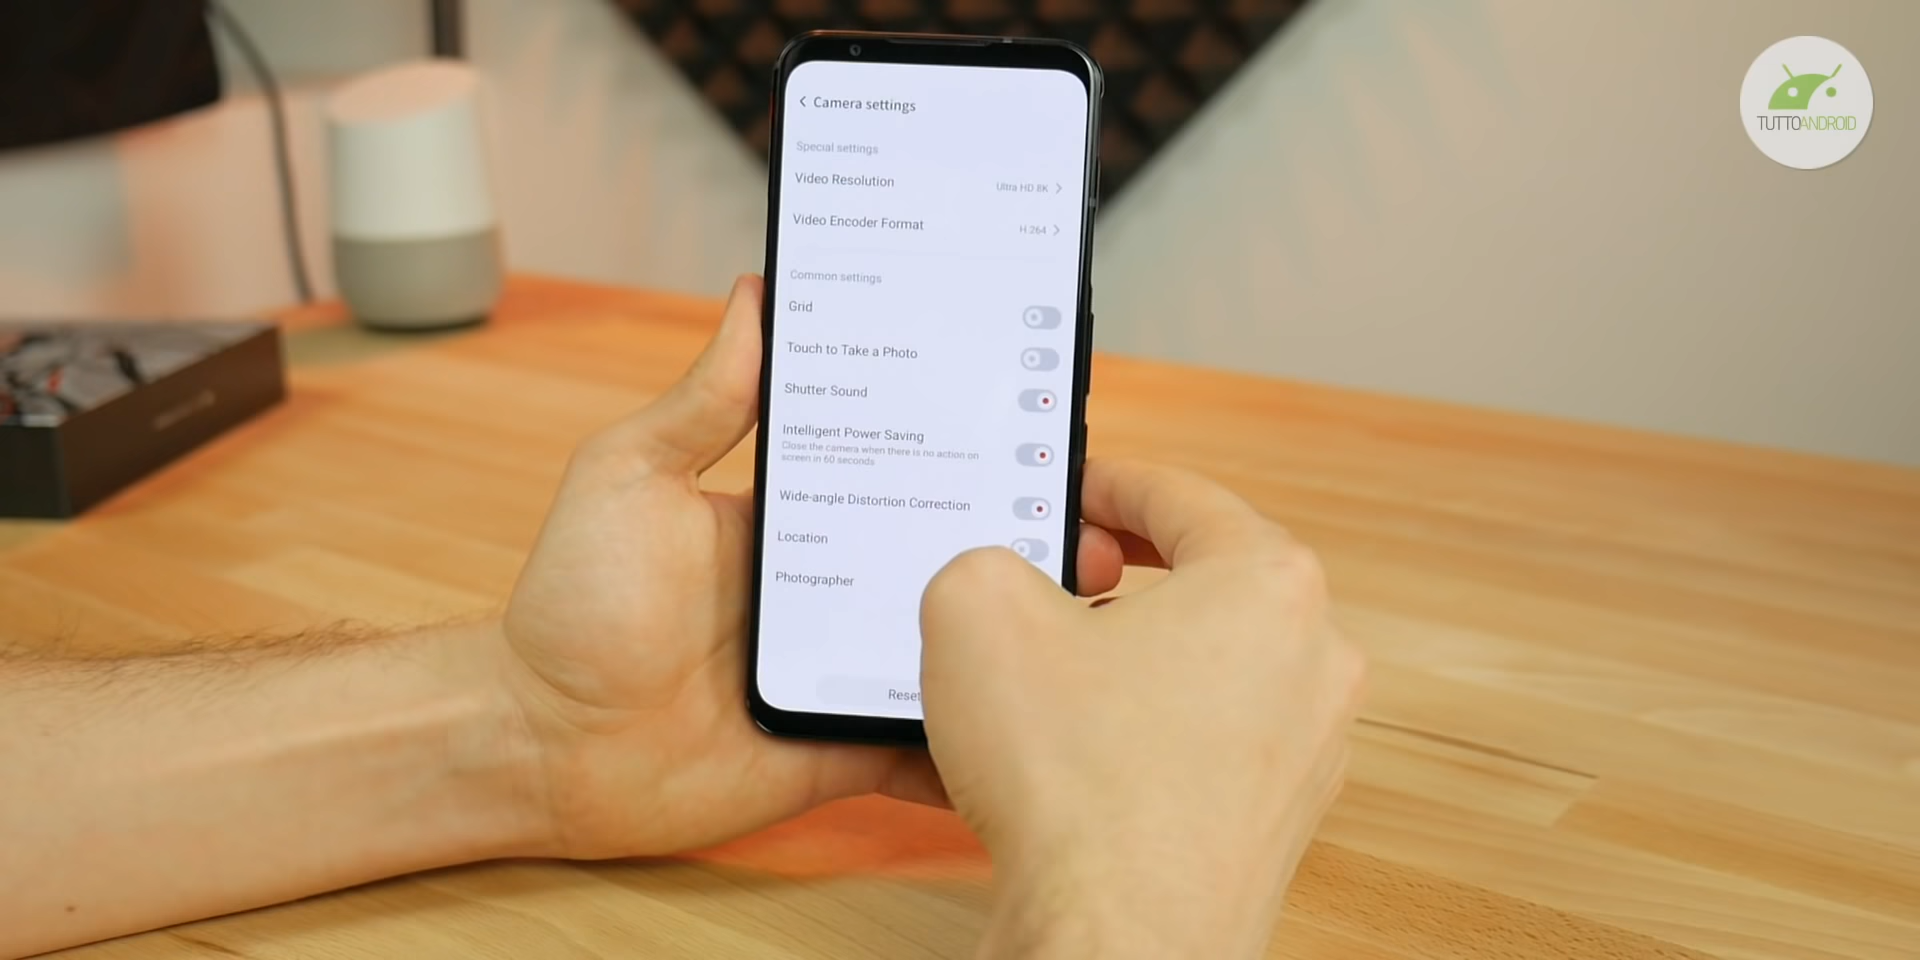 TUTTOANDROID
Camera settings
Special settings
Video Resolution Ultra HD 8K
Video Encoder Format H.264
Common settings
Grid
Touch to Take a Photo
Shutter Sound
Intelligent Power Saving
Close the camera when there is no action on
screen in 60 seconds
Wide-angle Distortion Correction
Location
Photographer
Reset